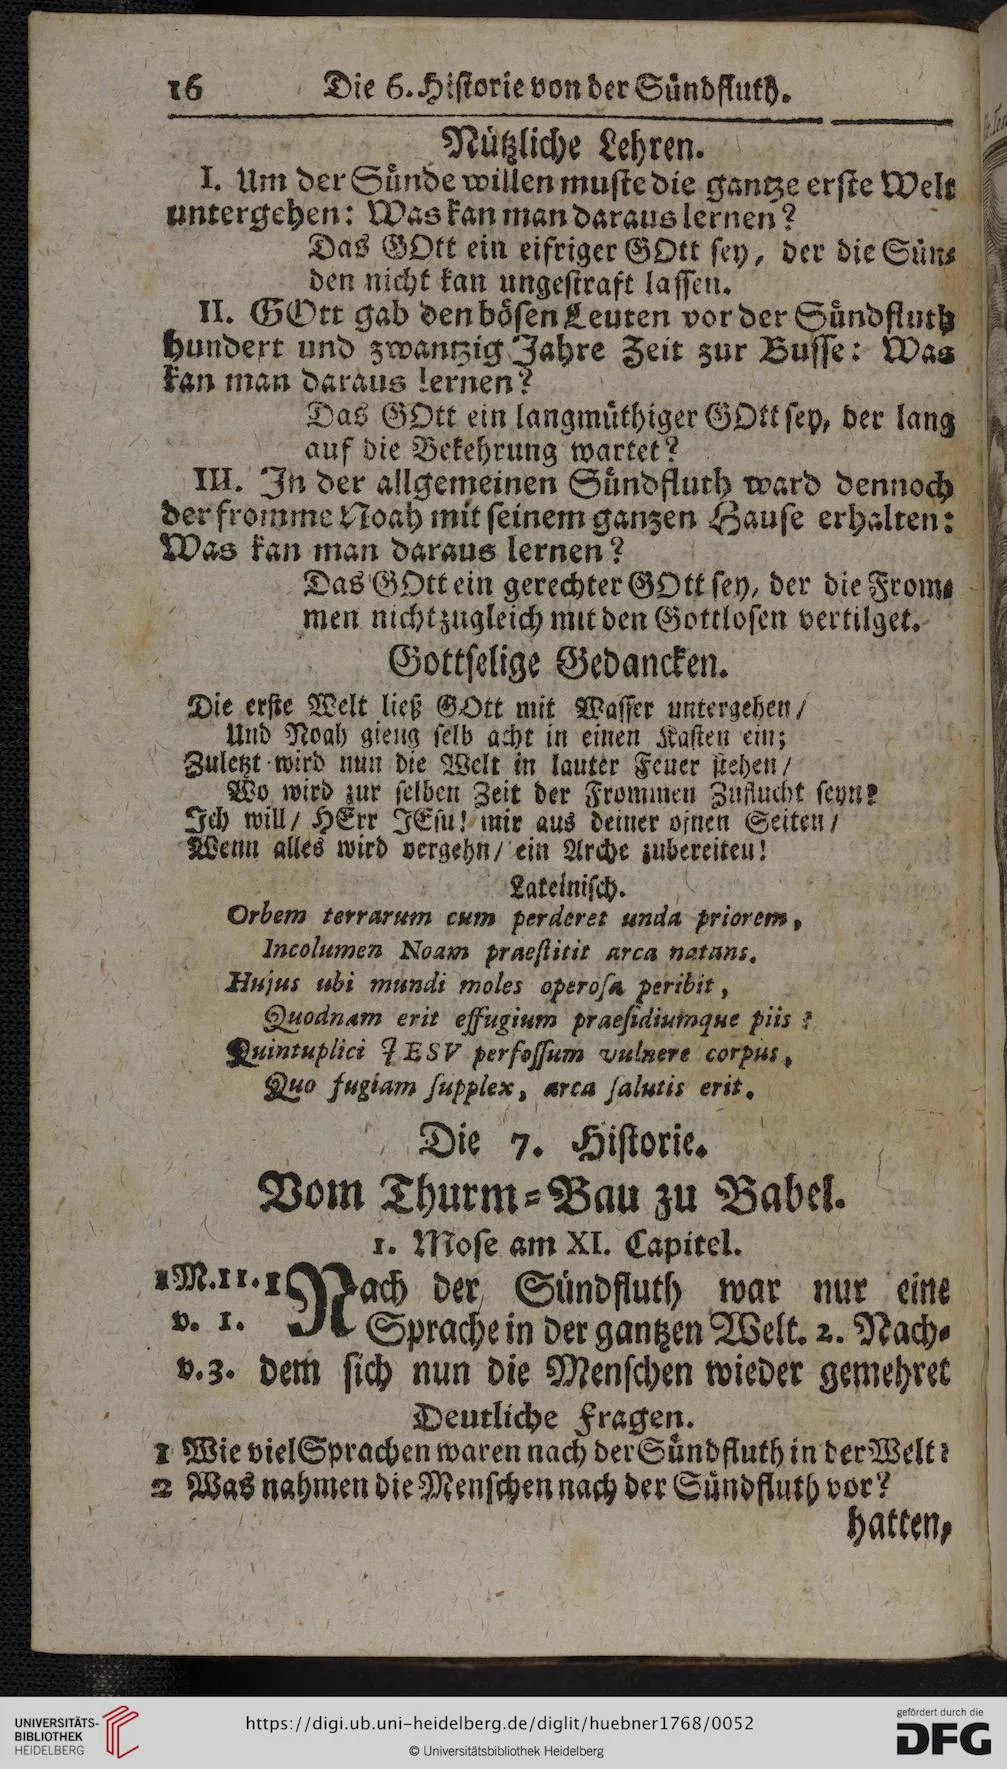 16 Die 6. Historie von der Sündfluth.
Nützliche Lehren.
I. Um der Sünde willen muste die gantze erste Welt
untergehen: Was kan man daraus lernen?
Das GOtt ein eifriger GOtt sey, der die Sün-
den nicht kan ungestraft lassen.
II. GOtt gab den bösen Leuten vor der Sündfluth
hundert und zwantzig Jahre Zeit zur Busse: Was
kan man daraus lernen?
Das GOtt ein langmüthiger GOtt sey, der lang
auf die Bekehrung wartet?
III. In der allgemeinen Sündfluth ward dennoch
der fromme Noah mit seinem ganzen Hause erhalten:
Was kan man daraus lernen?
Das GOtt ein gerechter GOtt sey, der die From-
men nicht zugleich mit den Gottlosen vertilget.
Gottselige Gedancken.
Die erste Welt ließ GOtt mit Wasser untergehen/
Und Noah gieng selb acht in einen Kasten ein;
Zuletzt wird nun die Welt in lauter Feuer stehen/
Wo wird zur selben Zeit der Frommen Zuflucht seyn?
Ich will/ HErr JEsu! mir aus deiner ofnen Seiten/
Wenn alles wird vergehn/ ein Arche zubereiten!
Lateinisch.
Orbem terrarum cum perderet unda priorem,
Incolumen Noam praestitit arca natans.
Hujus ubi mundi moles operosa peribit,
Quodnam erit effugium praesidiumque piis?
Quintuplici JESV perfossum vulnere corpus,
Quo fugiam supplex, arca salutis erit.
Die 7. Historie.
Vom Thurm-Bau zu Babel.
1. Mose am XI. Capitel.
1M.11.1 Nach der Sündfluth war nur eine
v. 1. Sprache in der gantzen Welt. 2. Nach-
v.3. dem sich nun die Menschen wieder gemehret
Deutliche Fragen.
1 Wie viel Sprachen waren nach der Sündfluth in der Welt?
2 Was nahmen die Menschen nach der Sündfluth vor?
hatten,
UNIVERSITÄTS-
BIBLIOTHEK
HEIDELBERG
https://digi.ub.uni-heidelberg.de/diglit/huebner1768/0052
© Universitätsbibliothek Heidelberg
gefördert durch die
DFG